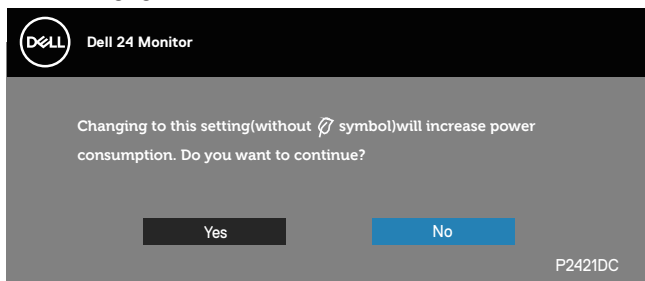 DELL
Dell 24 Monitor
Changing to this setting(without symbol)will increase power
consumption. Do you want to continue?
Yes
No
P2421DC